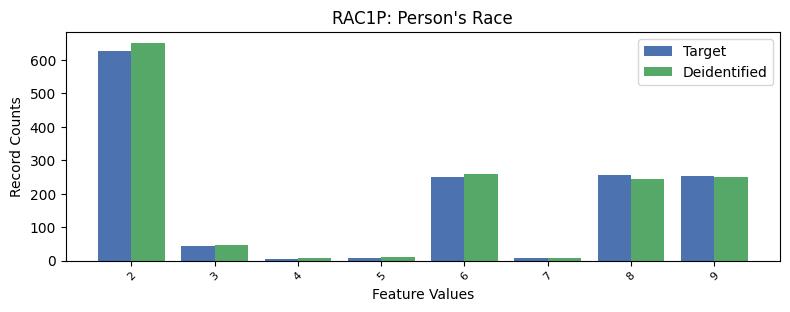 RAC1P: Person's Race
Target
Deidentified
Record Counts
600
500
400
300
200
100
0
2 3 4 5 6 7 8 9
Feature Values